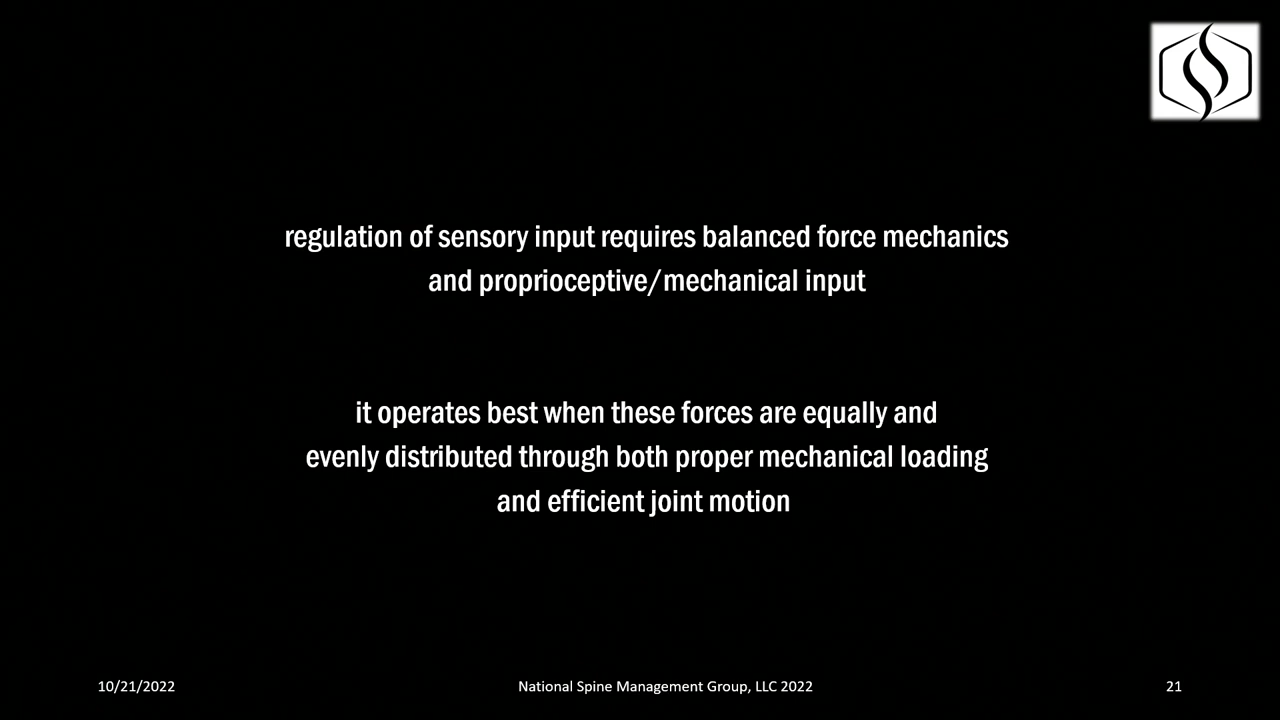 regulation of sensory input requires balanced force mechanics
and proprioceptive/mechanical input
it operates best when these forces are equally and
evenly distributed through both proper mechanical loading
and efficient joint motion
10/21/2022
National Spine Management Group, LLC 2022
21